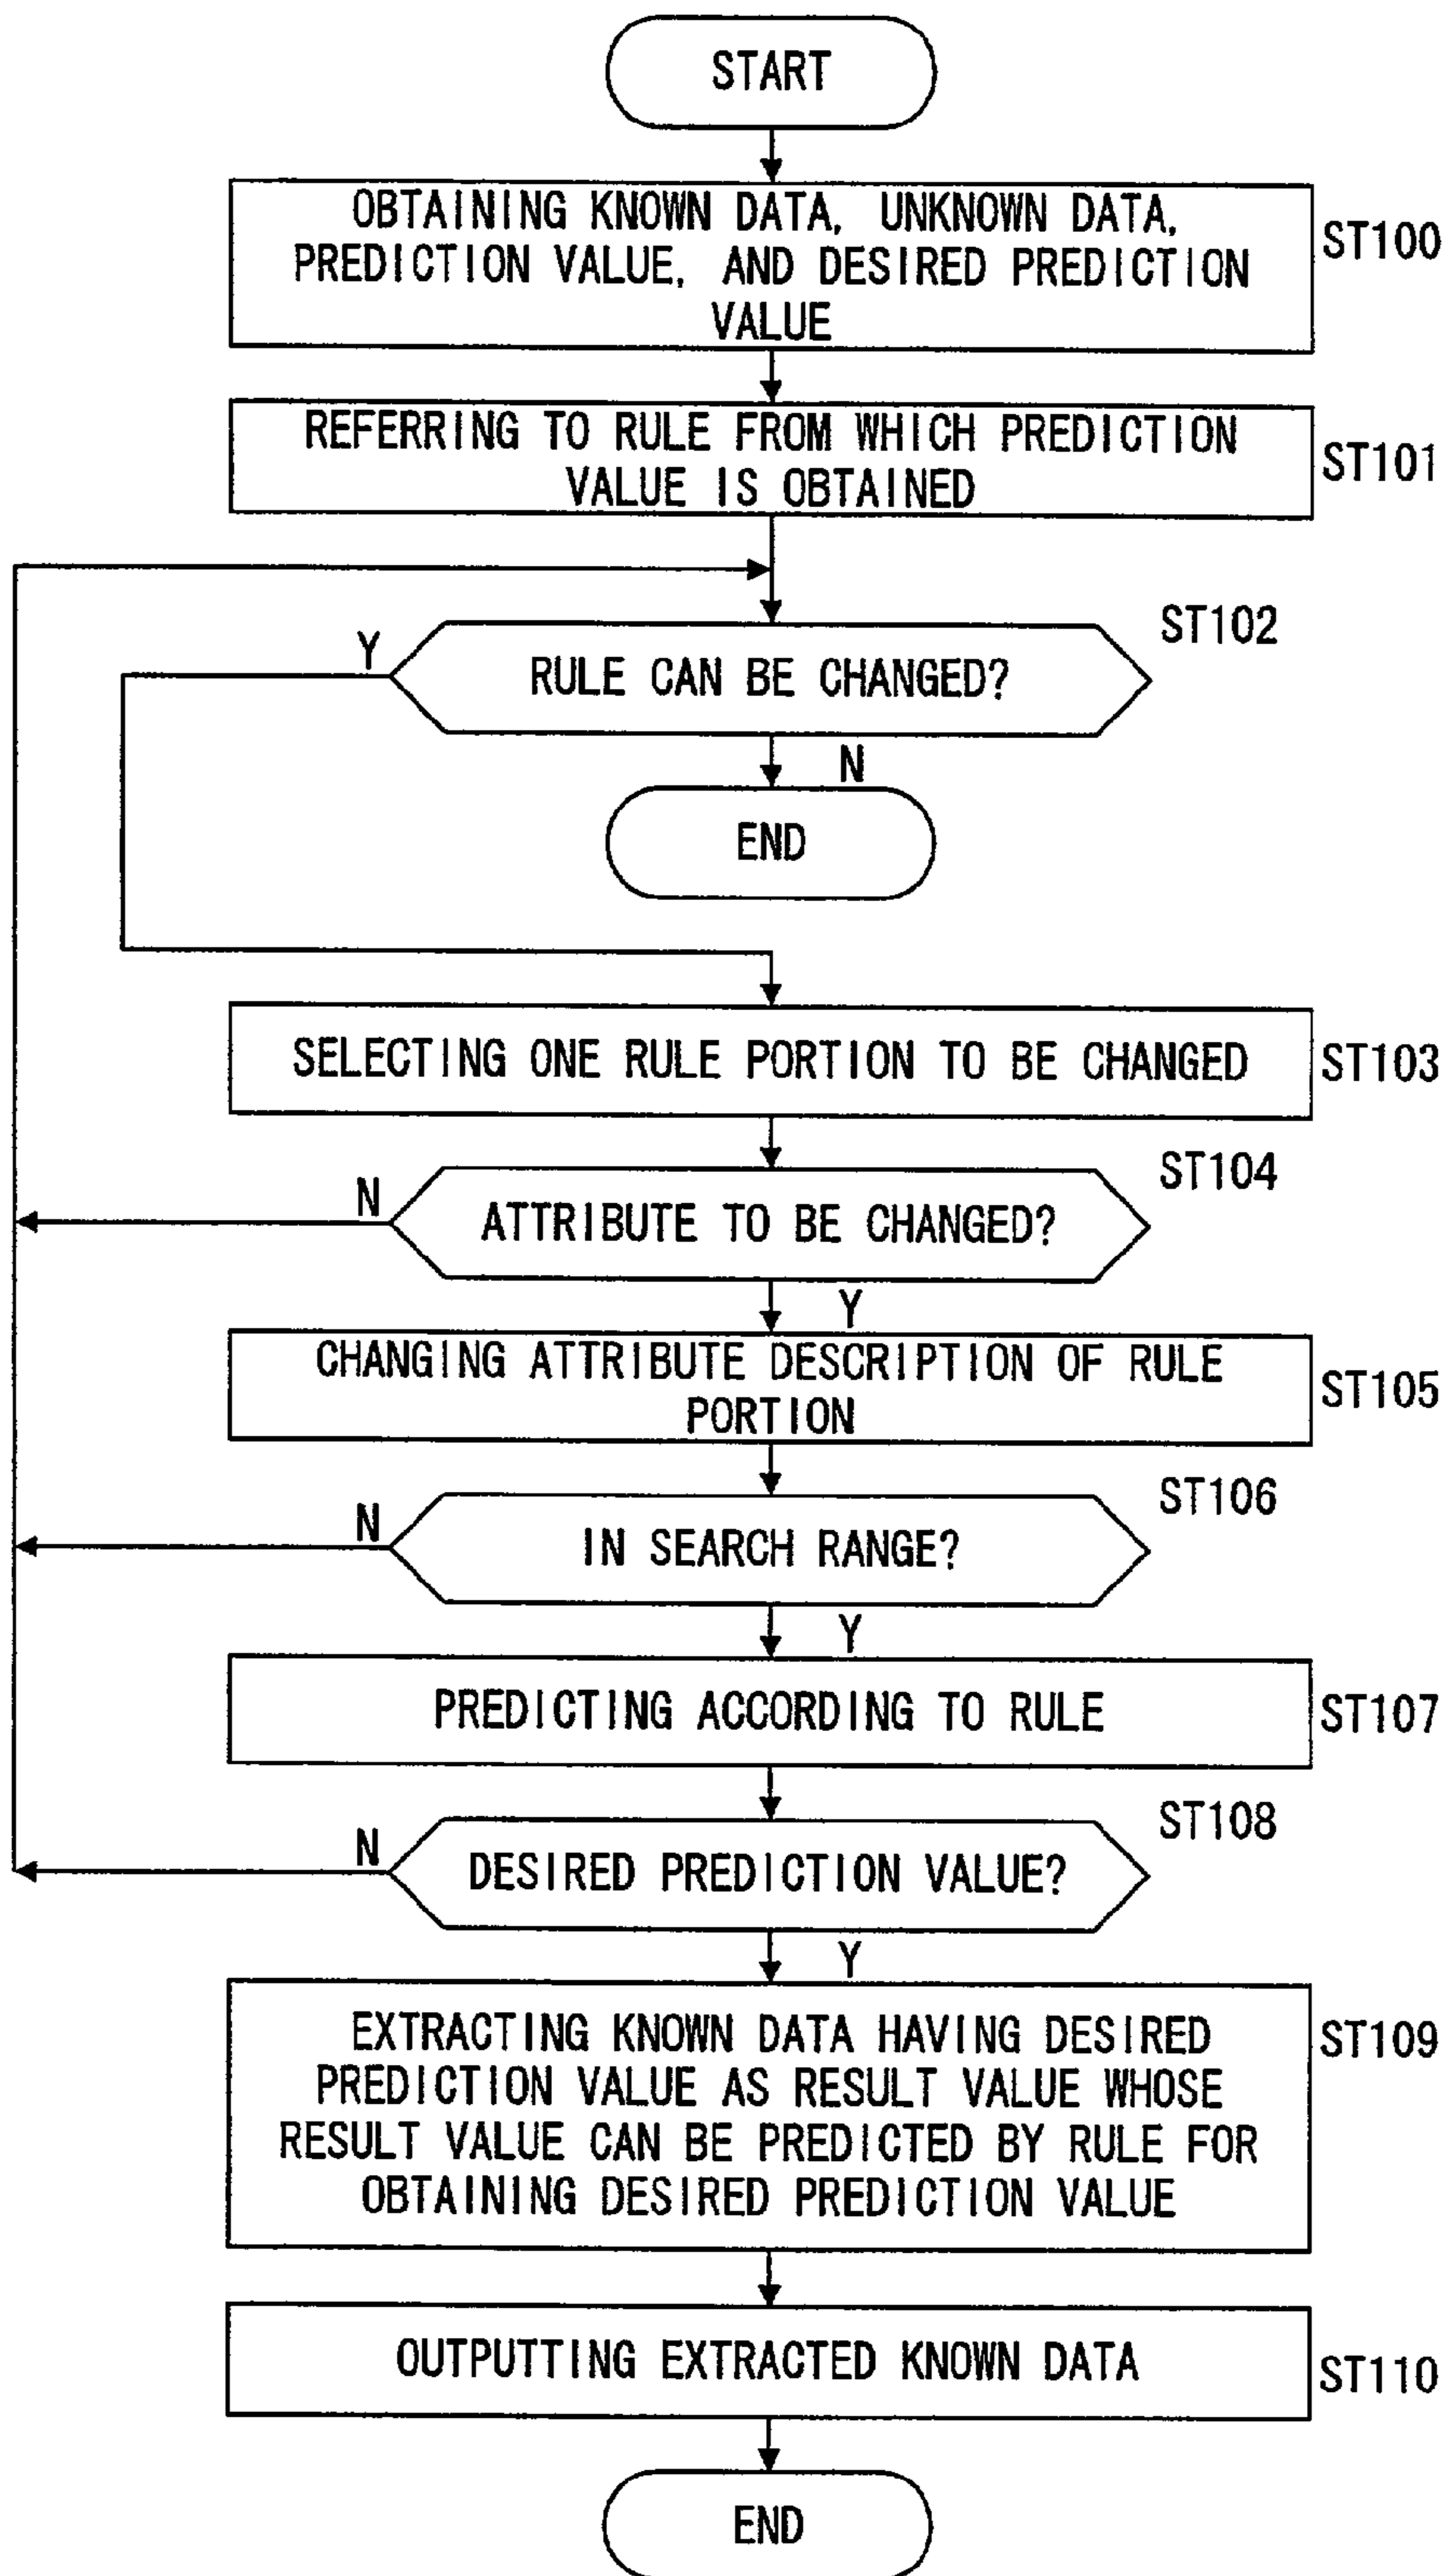 START
OBTAINING KNOWN DATA, UNKNOWN DATA,
PREDICTION VALUE, AND DESIRED PREDICTION
VALUE
ST100
REFERRING TO RULE FROM WHICH PREDICTION
VALUE IS OBTAINED
ST101
ST102
Y
RULE CAN BE CHANGED?
N
END
SELECTING ONE RULE PORTION TO BE CHANGED
ST103
ST104
N
ATTRIBUTE TO BE CHANGED?
Y
CHANGING ATTRIBUTE DESCRIPTION OF RULE
PORTION
ST105
ST106
N
IN SEARCH RANGE?
Y
PREDICTING ACCORDING TO RULE
ST107
ST108
N
DESIRED PREDICTION VALUE?
Y
EXTRACTING KNOWN DATA HAVING DESIRED
PREDICTION VALUE AS RESULT VALUE WHOSE
RESULT VALUE CAN BE PREDICTED BY RULE FOR
OBTAINING DESIRED PREDICTION VALUE
ST109
OUTPUTTING EXTRACTED KNOWN DATA
ST110
END